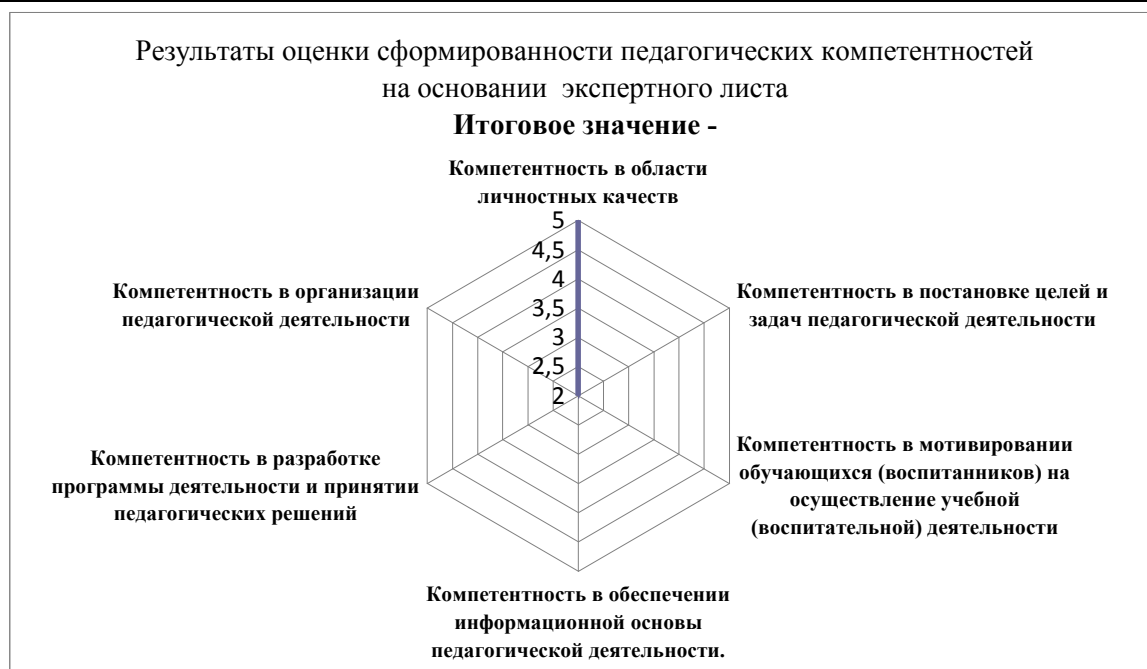 Результаты оценки сформированности педагогических компетентностей
на основании экспертного листа
Итоговое значение -
Компетентность в области
личностных качеств
5
4,5
4
3,5
3
2,5
2
Компетентность в постановке целей и
задач педагогической деятельности
Компетентность в мотивировании
обучающихся (воспитанников) на
осуществление учебной
(воспитательной) деятельности
Компетентность в обеспечении
информационной основы
педагогической деятельности.
Компетентность в разработке
программы деятельности и принятии
педагогических решений
Компетентность в организации
педагогической деятельности